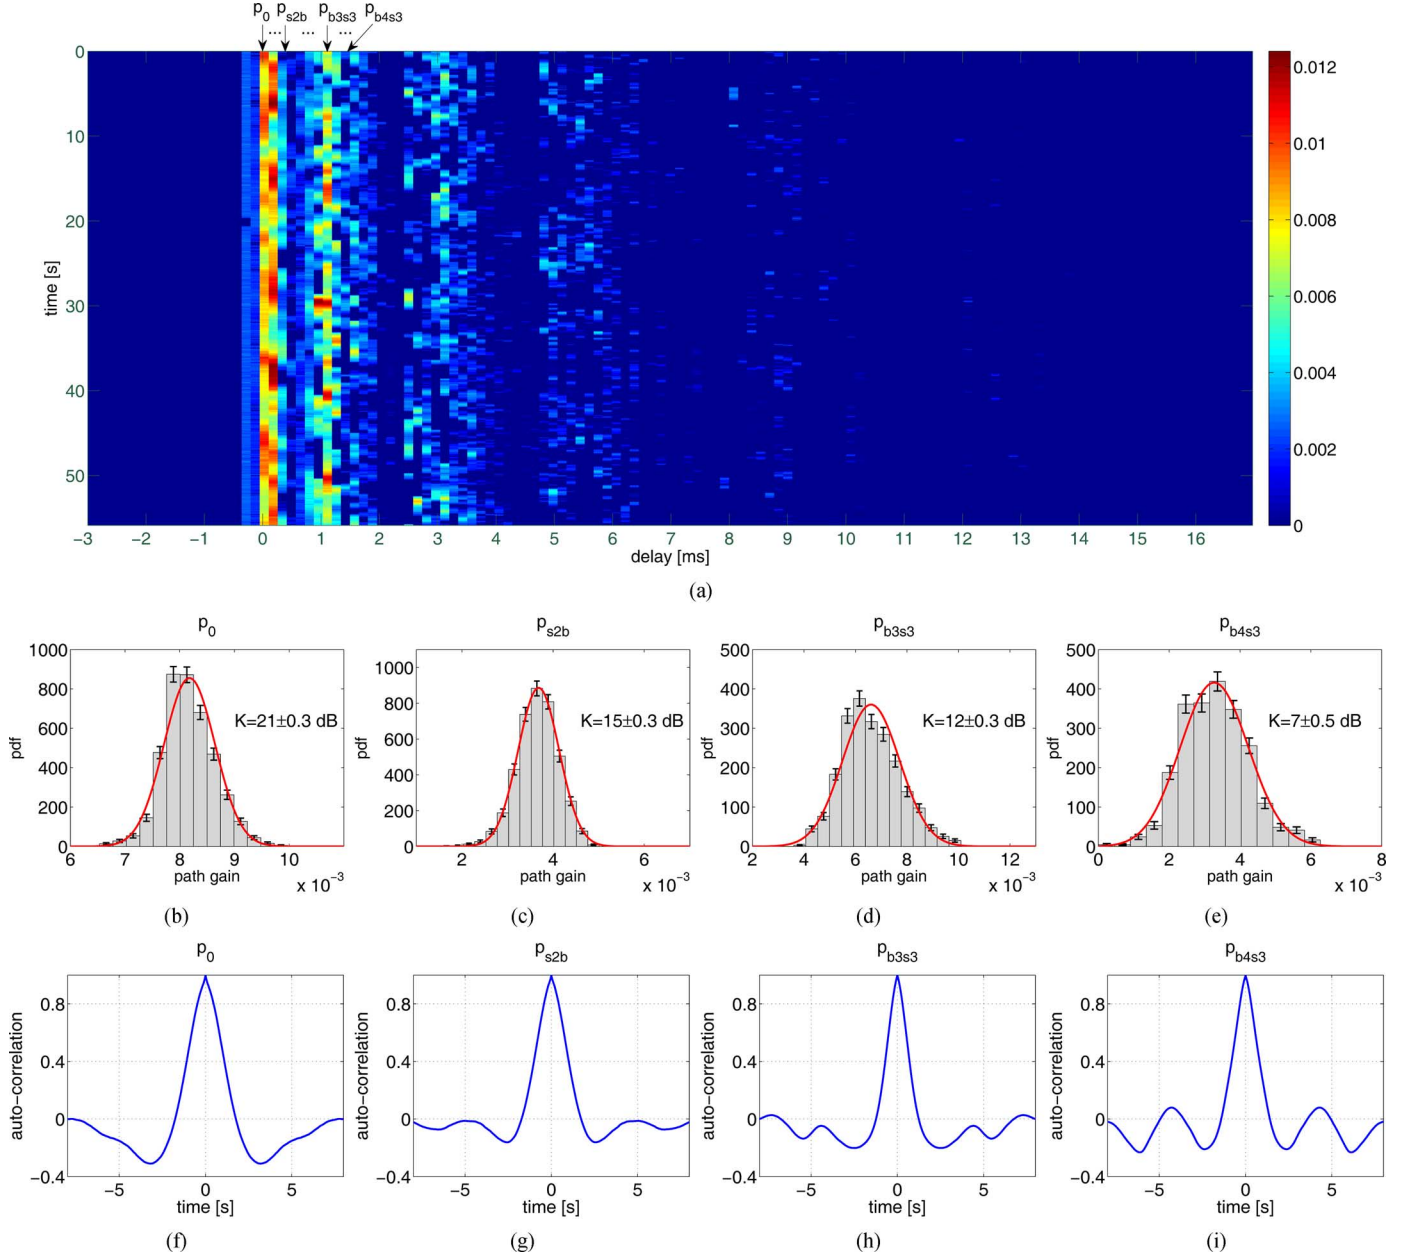 p0 ... ps2b ... pb3s3 ... pb4s3
0
10
20
30
40
50
time [s]
−3 −2 −1 0 1 2 3 4 5 6 7 8 9 10 11 12 13 14 15 16
delay [ms]
0.012
0.01
0.008
0.006
0.004
0.002
0
(a)
p0
1000
800
600
400
200
0
pdf
K=21±0.3 dB
6 7 8 9 10
path gain
x 10−3
(b)
ps2b
1000
800
600
400
200
0
pdf
K=15±0.3 dB
2 4 6
path gain
x 10−3
(c)
pb3s3
500
400
300
200
100
0
pdf
K=12±0.3 dB
2 4 6 8 10 12
path gain
x 10−3
(d)
pb4s3
500
400
300
200
100
0
pdf
K=7±0.5 dB
0 2 4 6 8
path gain
x 10−3
(e)
p0
0.8
0.4
0
−0.4
auto−correlation
−5 0 5
time [s]
(f)
ps2b
0.8
0.4
0
−0.4
auto−correlation
−5 0 5
time [s]
(g)
pb3s3
0.8
0.4
0
−0.4
auto−correlation
−5 0 5
time [s]
(h)
pb4s3
0.8
0.4
0
−0.4
auto−correlation
−5 0 5
time [s]
(i)